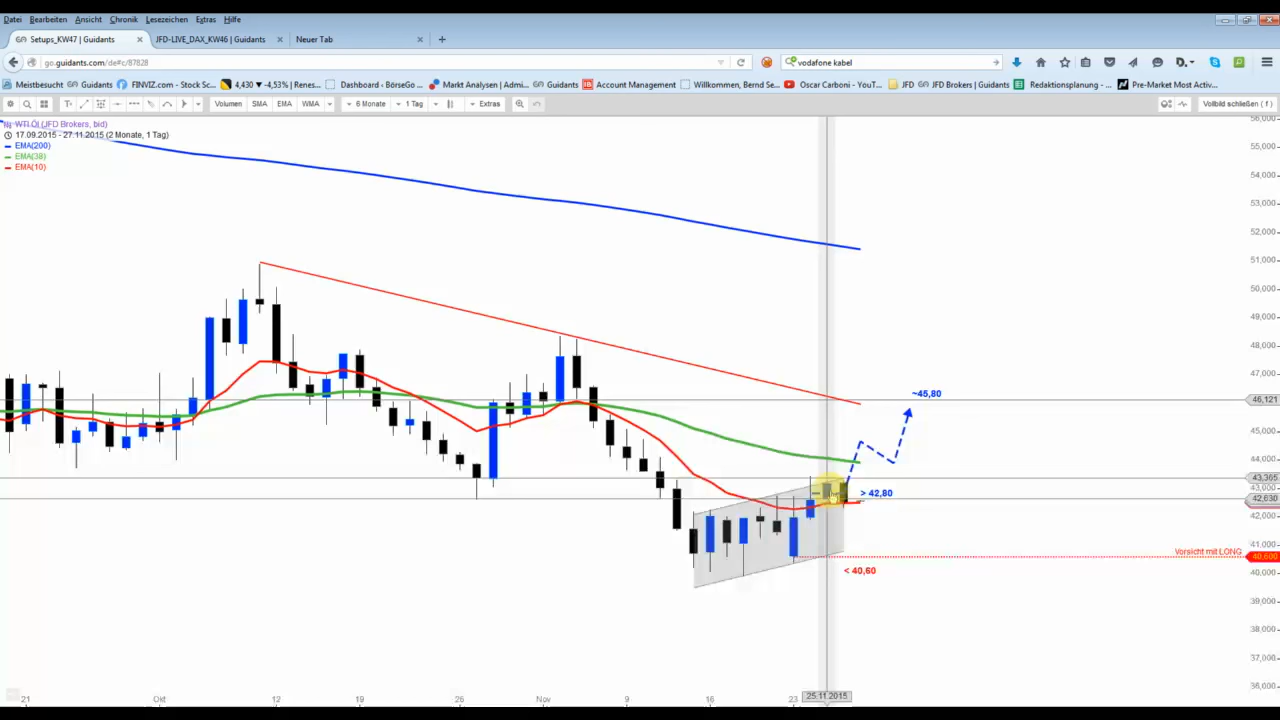 Datei Bearbeiten Ansicht Chronik Lesezeichen Extras Hilfe
Setups_KW47 | Guidants × JFD-LIVE_DAX_KW46 | Guidants × Neuer Tab × +
go.guidants.com/de#c/87828 vodafone kabel
Meistbesucht Guidants FINVIZ.com - Stock Sc... 4,430 ▼ -4,53% | Renes... Dashboard - BörseGo ... Markt Analysen | Admi... Guidants Account Management Willkommen, Bernd Se... Oscar Carboni - YouT... JFD JFD Brokers | Guidants Redaktionsplanung - ... Pre-Market Most Activ...
Volumen SMA EMA WMA 6 Monate 1 Tag Extras Vollbild schließen ( f )
WTI Öl (JFD Brokers, bid)
17.09.2015 - 27.11.2015 (2 Monate, 1 Tag)
EMA(200)
EMA(38)
EMA(10)
56,000
55,000
54,000
53,000
52,000
51,000
50,000
49,000
48,000
47,000
~45,80
46,121
45,000
44,000
43,365
43,000
> 42,80
42,630
42,000
41,000
Vorsicht mit LONG
40,600
< 40,60
40,000
39,000
38,000
37,000
36,000
21 Okt 12 19 26 Nov 9 16 23 25.11.2015